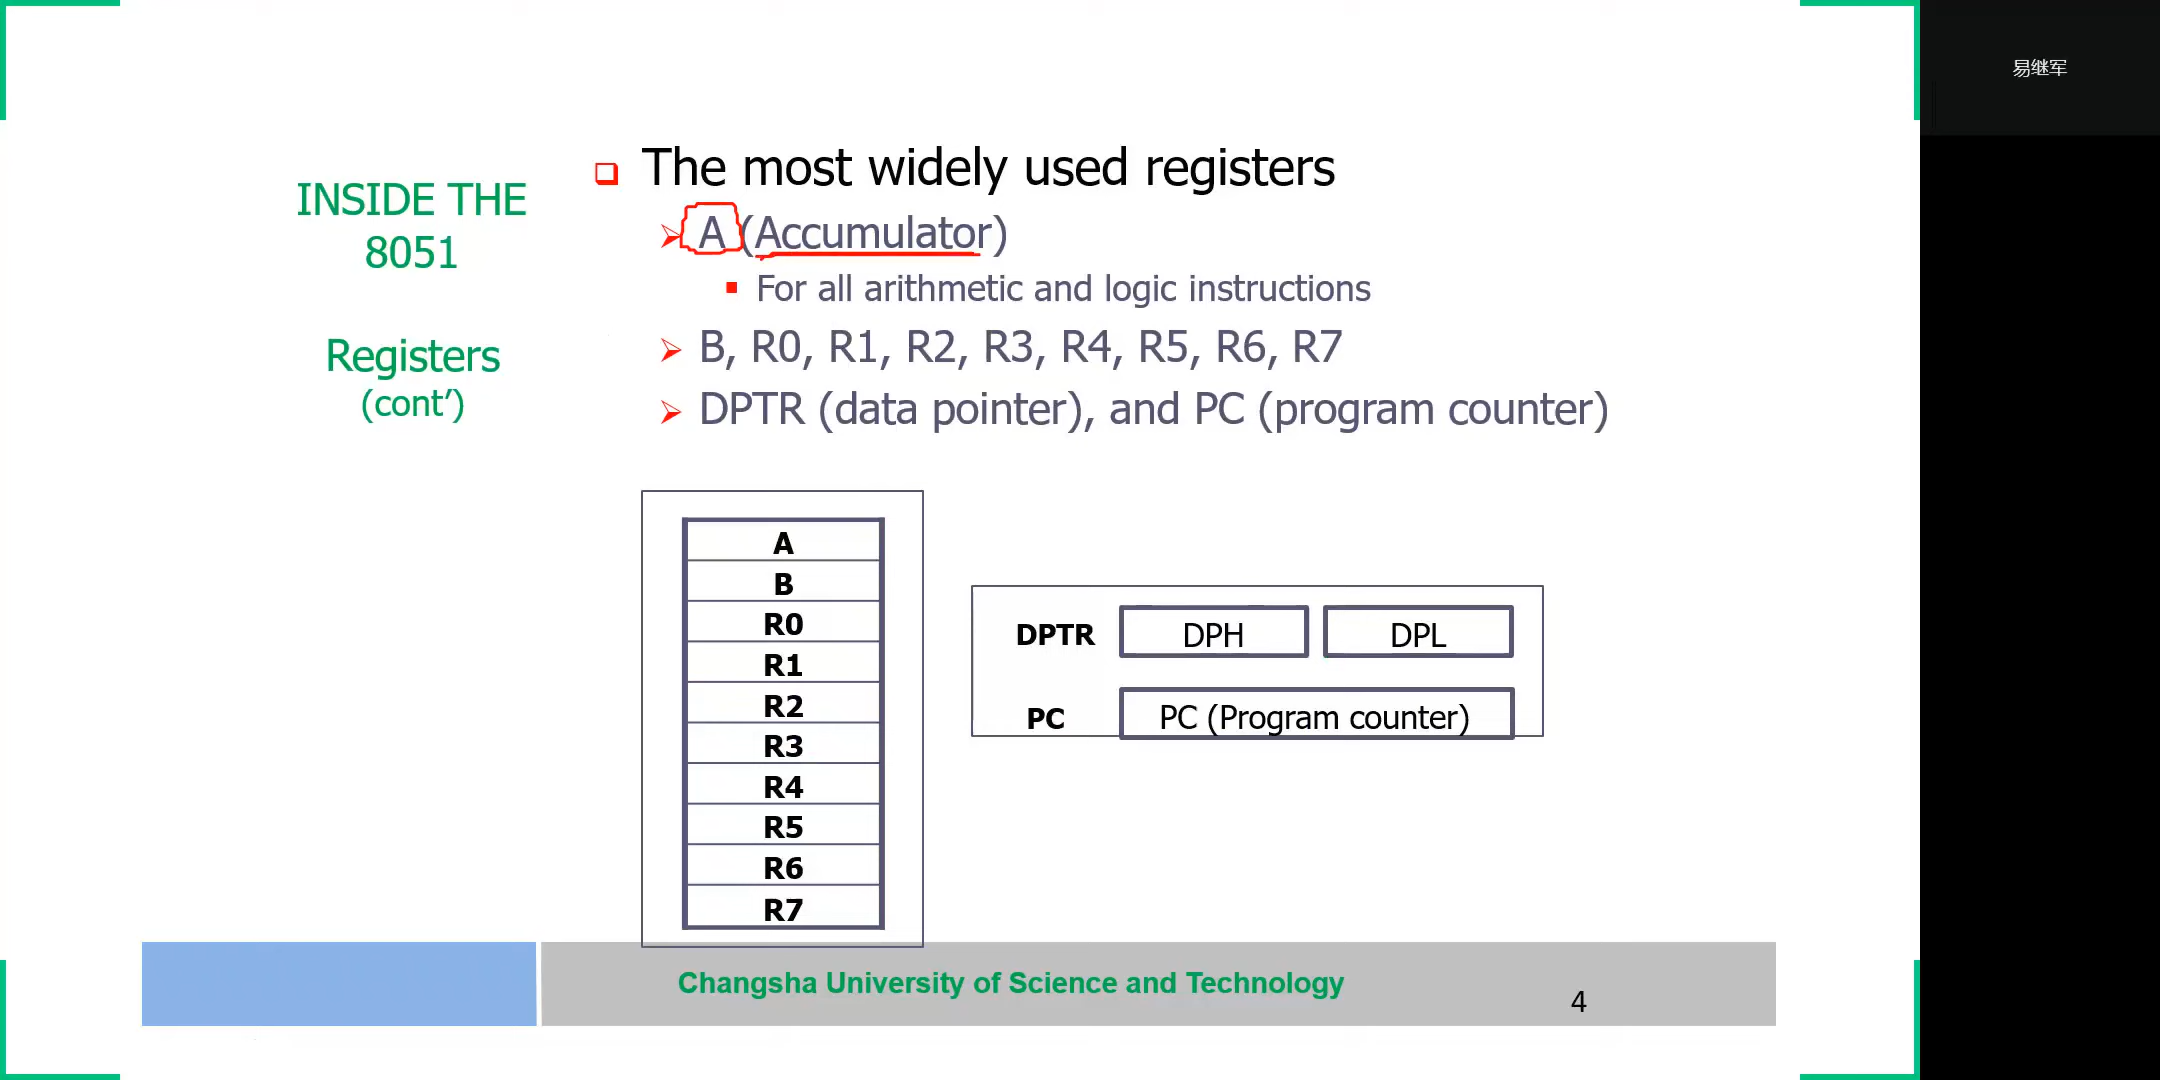 易继军
INSIDE THE
8051
Registers
(cont’)
The most widely used registers
A (Accumulator)
For all arithmetic and logic instructions
B, R0, R1, R2, R3, R4, R5, R6, R7
DPTR (data pointer), and PC (program counter)
A
B
R0
R1
R2
R3
R4
R5
R6
R7
DPTR DPH DPL
PC PC (Program counter)
Changsha University of Science and Technology
4